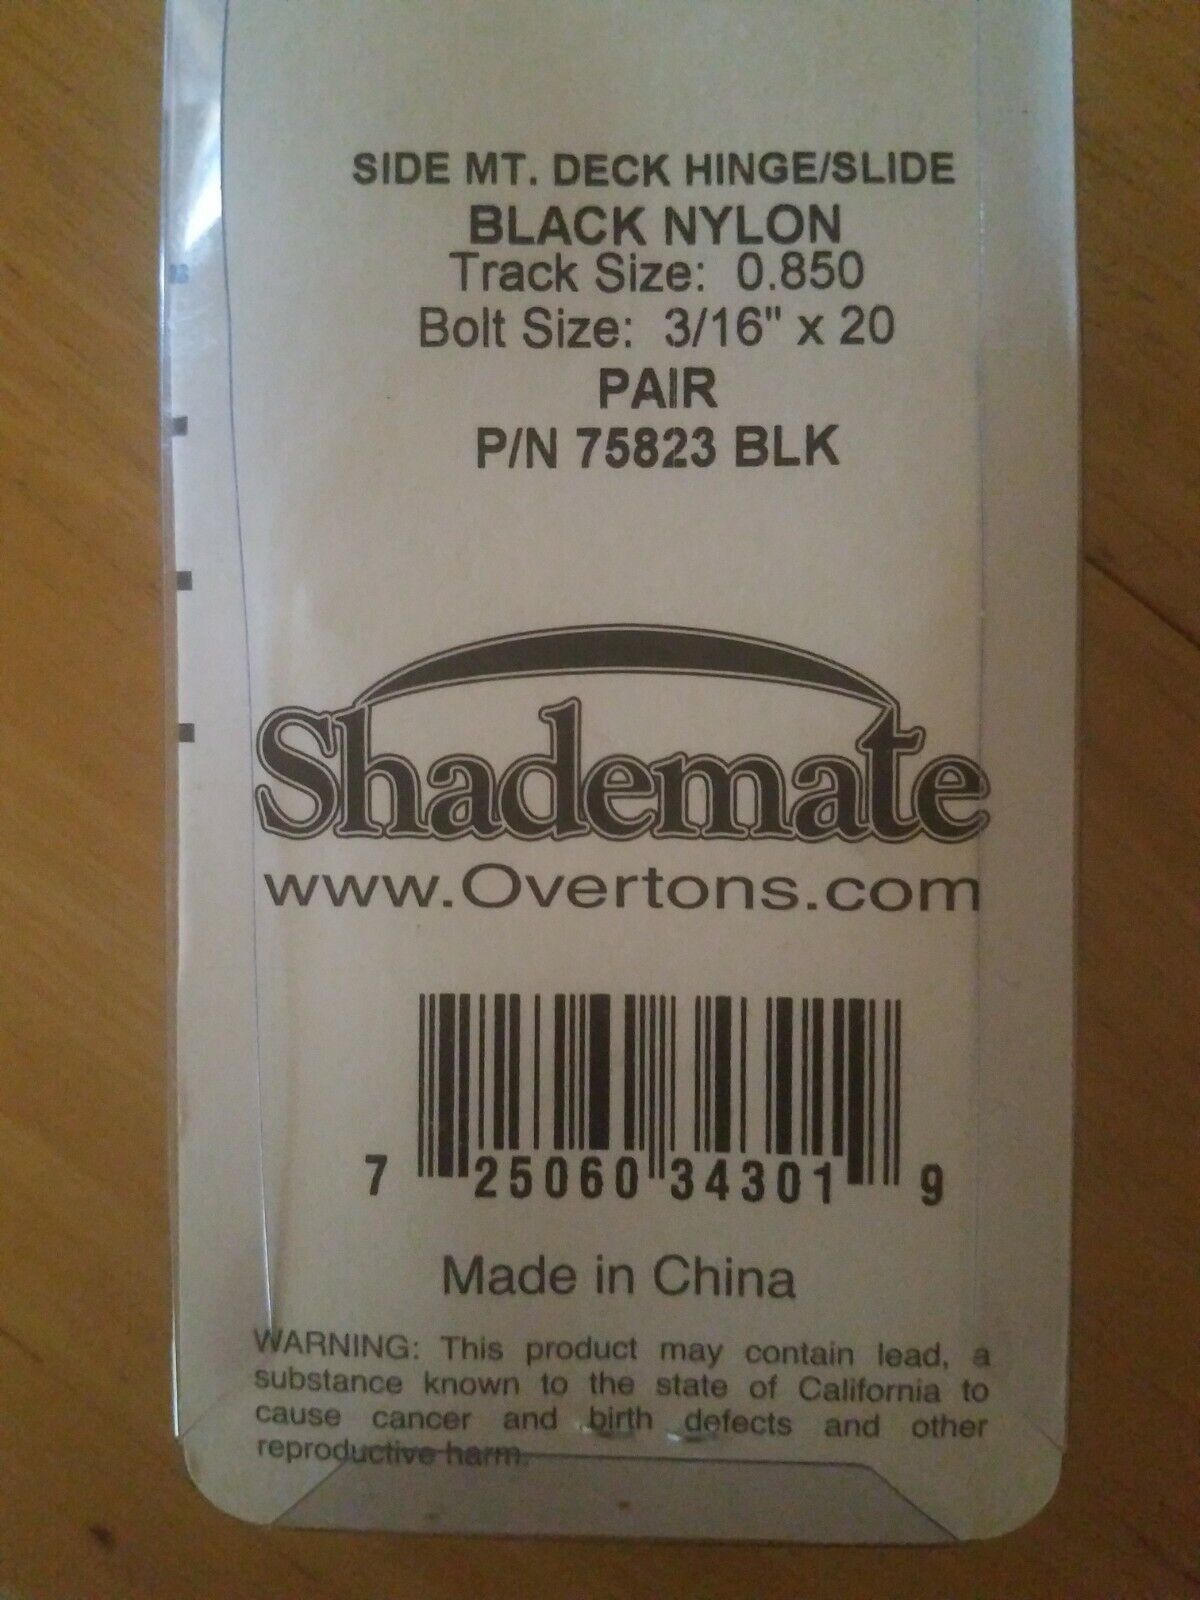 SIDE MT. DECK HINGE/SLIDE
BLACK NYLON
Track Size: 0.850
Bolt Size: 3/16" x 20
PAIR
P/N 75823 BLK
Shademate
www.Overtons.com
7 25060 34301 9
Made in China
WARNING: This product may contain lead, a
substance known to the state of California to
cause cancer and birth defects and other
reproductive harm.